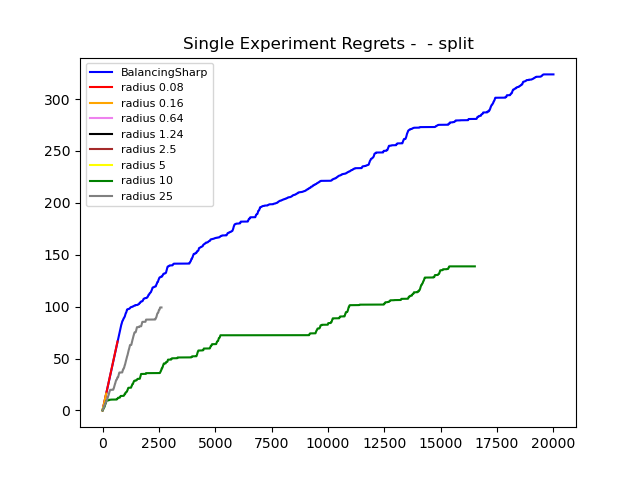 Single Experiment Regrets -  - split
BalancingSharp
radius 0.08
radius 0.16
radius 0.64
radius 1.24
radius 2.5
radius 5
radius 10
radius 25
300
250
200
150
100
50
0
0 2500 5000 7500 10000 12500 15000 17500 20000